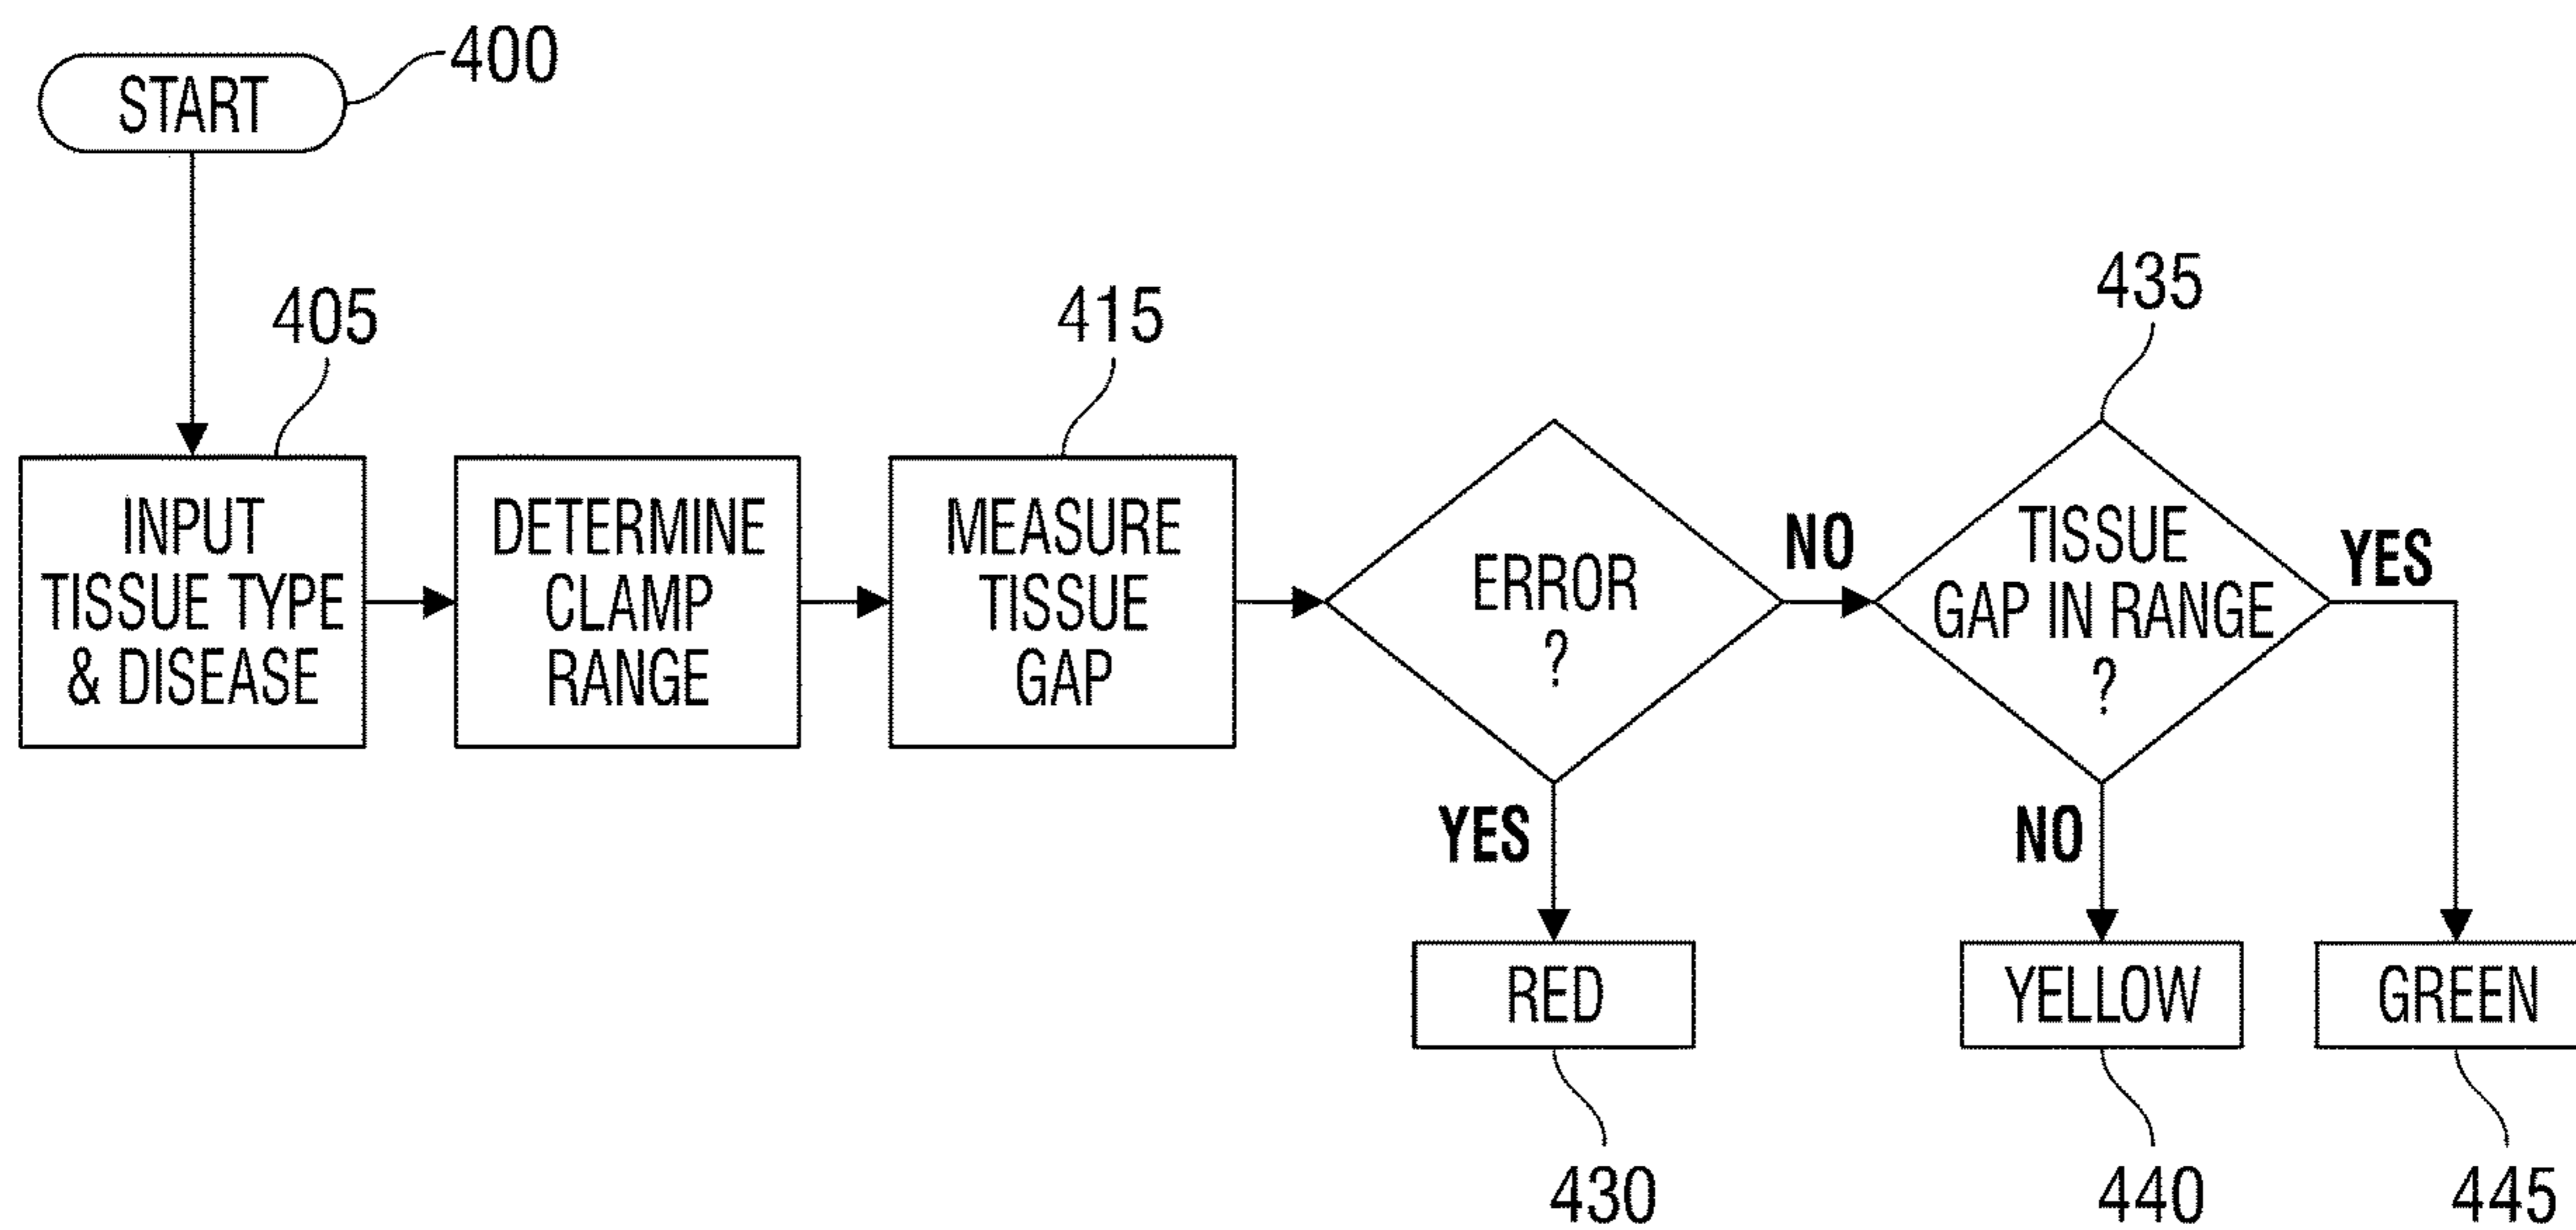 START
400
405
INPUT
TISSUE TYPE
& DISEASE
DETERMINE
CLAMP
RANGE
415
MEASURE
TISSUE
GAP
ERROR
?
NO
YES
RED
430
435
TISSUE
GAP IN RANGE
?
YES
NO
YELLOW
440
GREEN
445